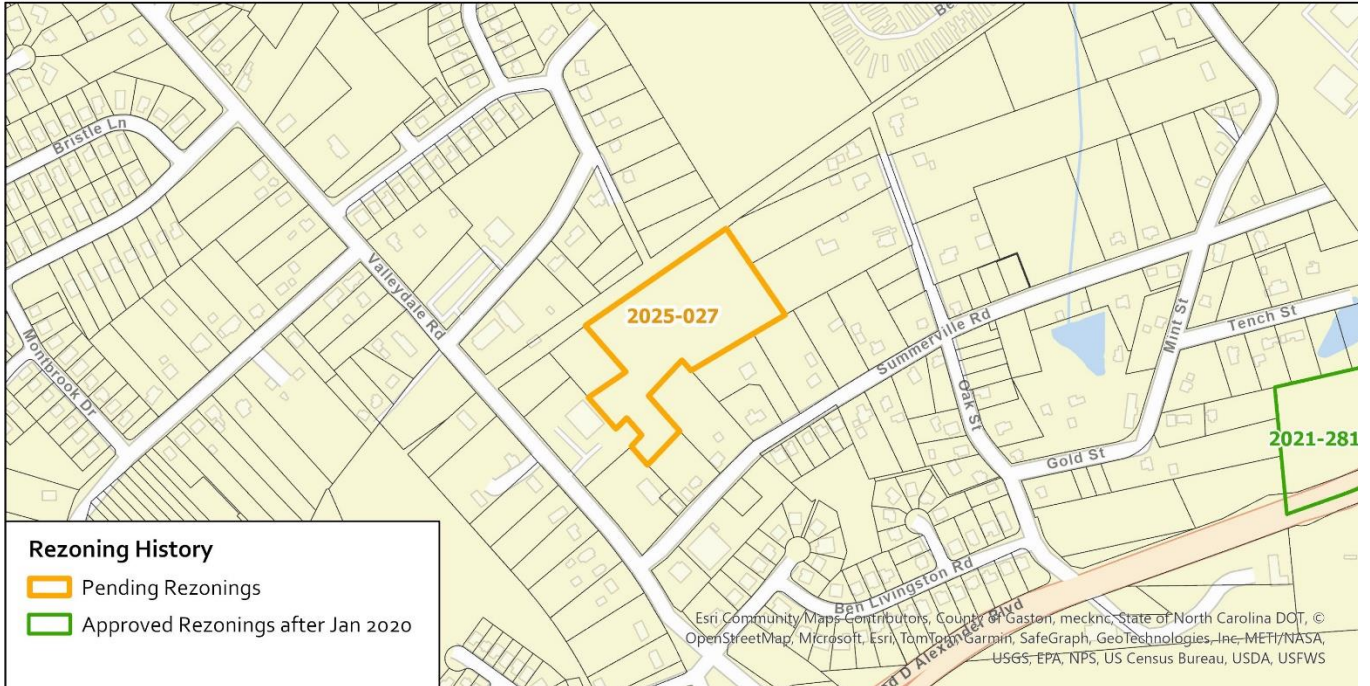 Bristle Ln
Valleydale Rd
Montbrook Dr
2025-027
Summerville Rd
Oak St
Mint St
Tench St
Gold St
2021-281
Ben Livingston Rd
rd D Alexander Blvd
Rezoning History
Pending Rezonings
Approved Rezonings after Jan 2020
Esri Community Maps Contributors, County of Gaston, mecknc, State of North Carolina DOT, ©
OpenStreetMap, Microsoft, Esri, TomTom, Garmin, SafeGraph, GeoTechnologies, Inc, METI/NASA,
USGS, EPA, NPS, US Census Bureau, USDA, USFWS